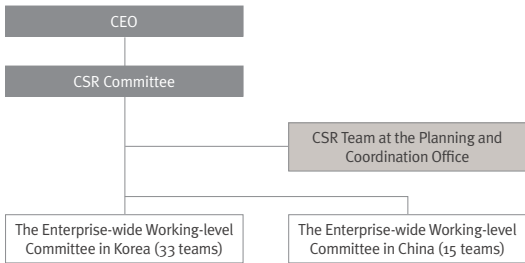 CEO
CSR Committee
CSR Team at the Planning and
Coordination Office
The Enterprise-wide Working-level
Committee in Korea (33 teams)
The Enterprise-wide Working-level
Committee in China (15 teams)